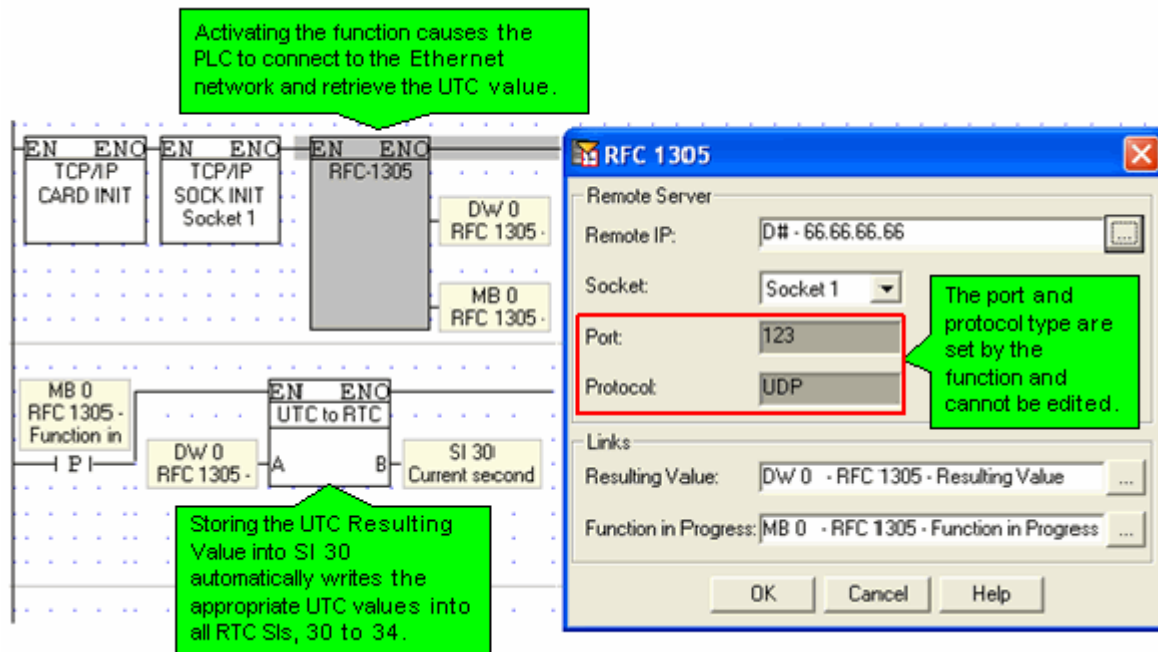 Activating the function causes the
PLC to connect to the Ethernet
network and retrieve the UTC value.
EN ENO
TCP/IP
CARD INIT
EN ENO
TCP/IP
SOCK INIT
Socket 1
EN ENO
RFC-1305
DW 0
RFC 1305 -
MB 0
RFC 1305 -
MB 0
RFC 1305 -
Function in
P
DW 0
RFC 1305 -
EN ENO
UTC to RTC
A B
SI 30
Current second
Storing the UTC Resulting
Value into SI 30
automatically writes the
appropriate UTC values into
all RTC SIs, 30 to 34.
RFC 1305
Remote Server
Remote IP: D# - 66.66.66.66 ...
Socket: Socket 1
Port: 123
Protocol: UDP
The port and
protocol type are
set by the
function and
cannot be edited.
Links
Resulting Value: DW 0 - RFC 1305 - Resulting Value ...
Function in Progress: MB 0 - RFC 1305 - Function in Progress ...
OK Cancel Help